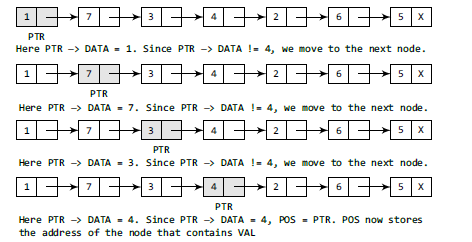 1 7 3 4 2 6 5 X
PTR
Here PTR –> DATA = 1. Since PTR –> DATA != 4, we move to the next node.
1 7 3 4 2 6 5 X
PTR
Here PTR –> DATA = 7. Since PTR –> DATA != 4, we move to the next node.
1 7 3 4 2 6 5 X
PTR
Here PTR –> DATA = 3. Since PTR –> DATA != 4, we move to the next node.
1 7 3 4 2 6 5 X
PTR
Here PTR –> DATA = 4. Since PTR –> DATA = 4, POS = PTR. POS now stores
the address of the node that contains VAL